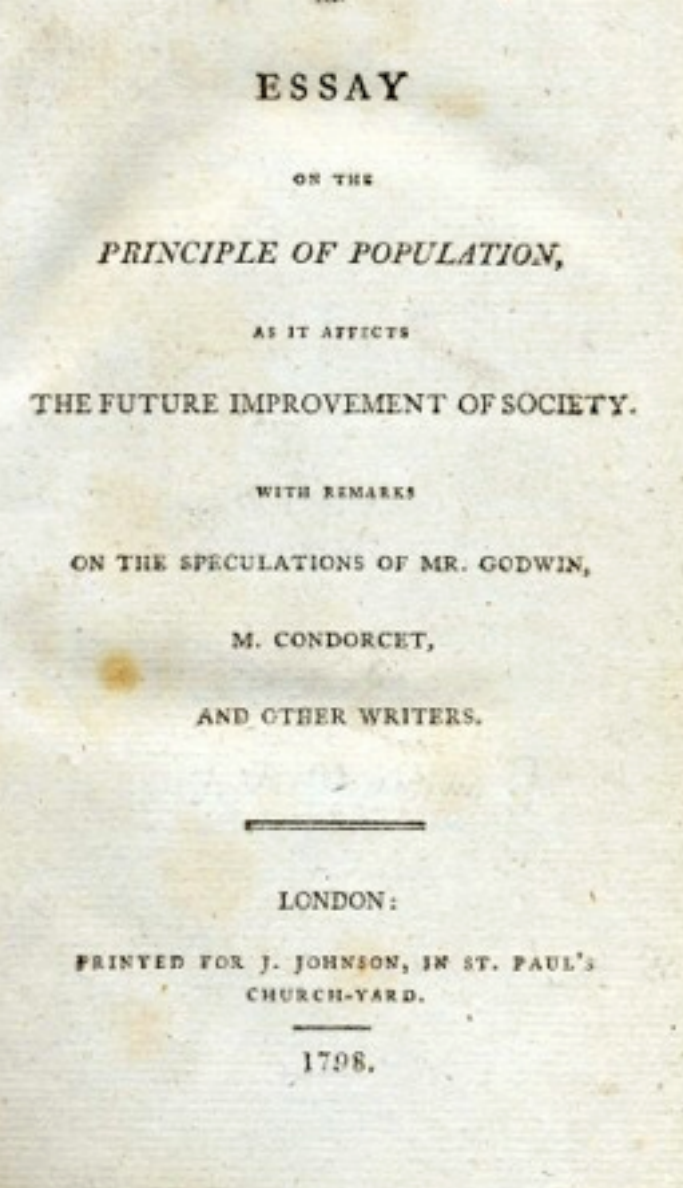 ESSAY
ON THE
PRINCIPLE OF POPULATION,
AS IT AFFECTS
THE FUTURE IMPROVEMENT OF SOCIETY.
WITH REMARKS
ON THE SPECULATIONS OF MR. GODWIN,
M. CONDORCET,
AND OTHER WRITERS.
LONDON:
PRINTED FOR J. JOHNSON, IN ST. PAUL'S
CHURCH-YARD.
1798.